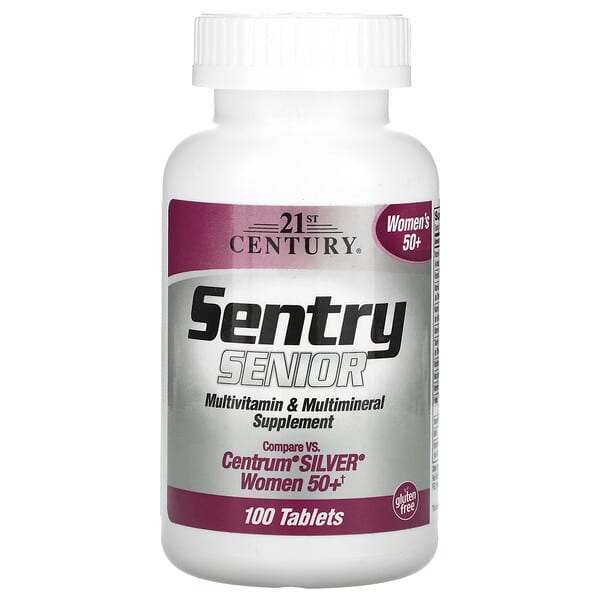 21ST
CENTURY®
Women's
50+
Sentry
SENIOR
Multivitamin & Multimineral
Supplement
Compare VS.
Centrum® SILVER®
Women 50+†
100 Tablets
gluten
free